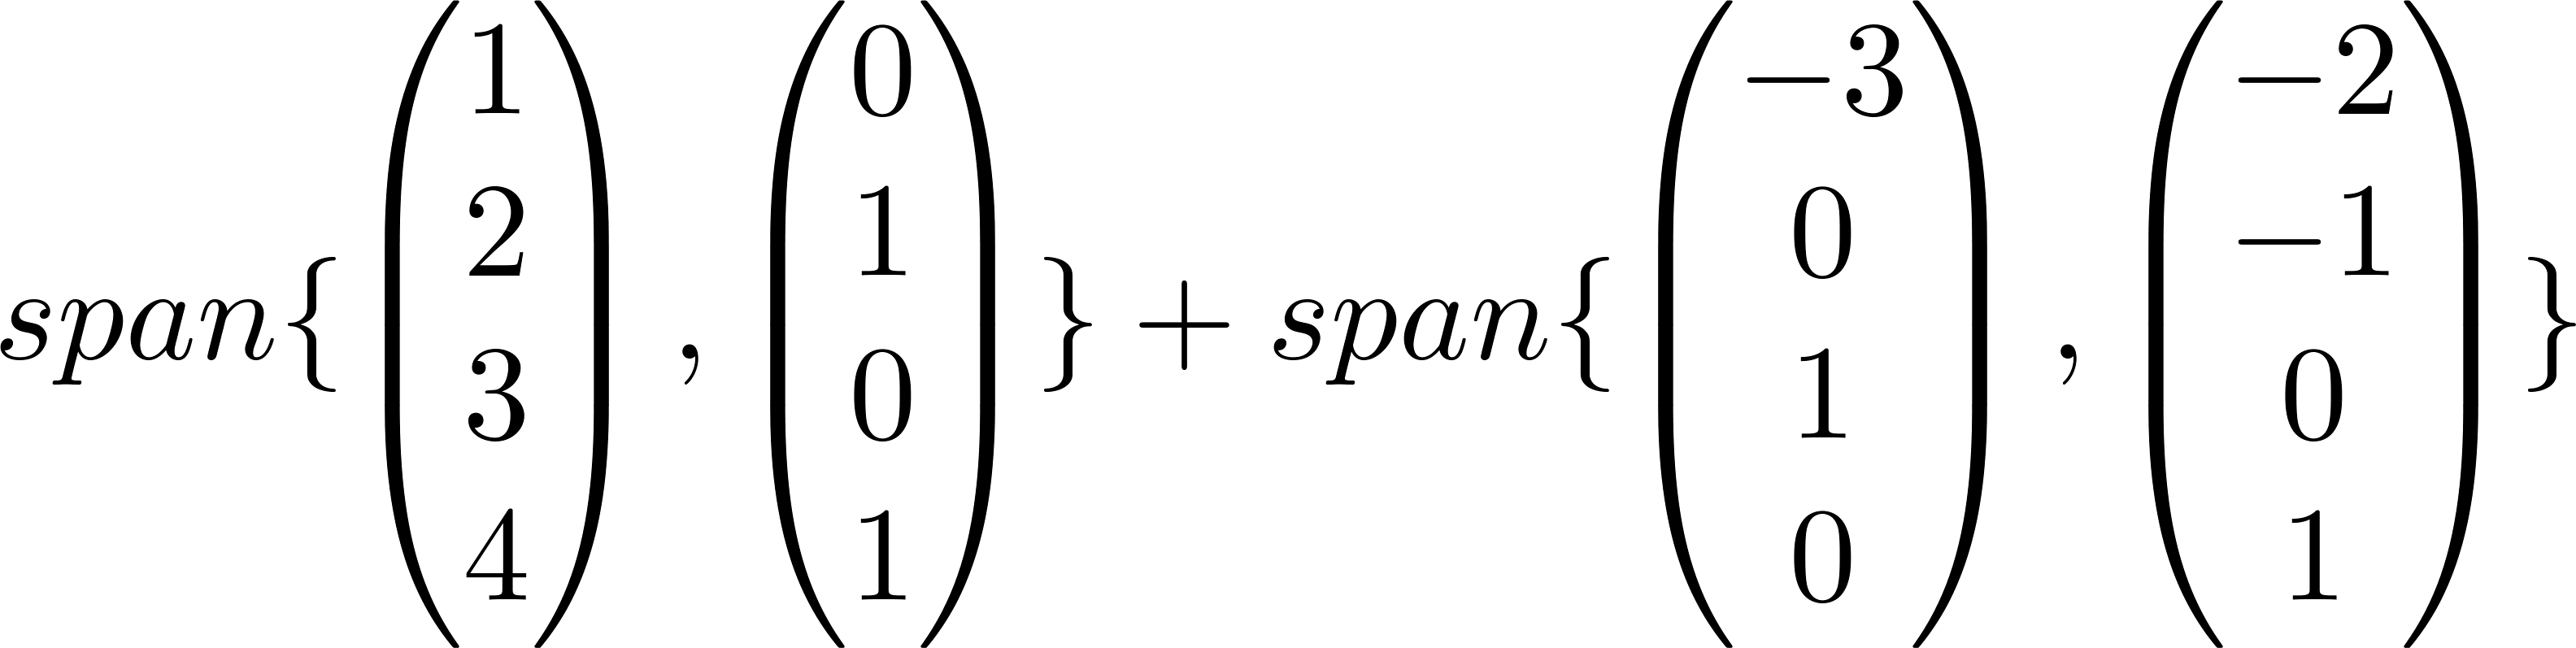 span{(1 2 3 4), (0 1 0 1)} + span{(−3 0 1 0), (−2 −1 0 1)}